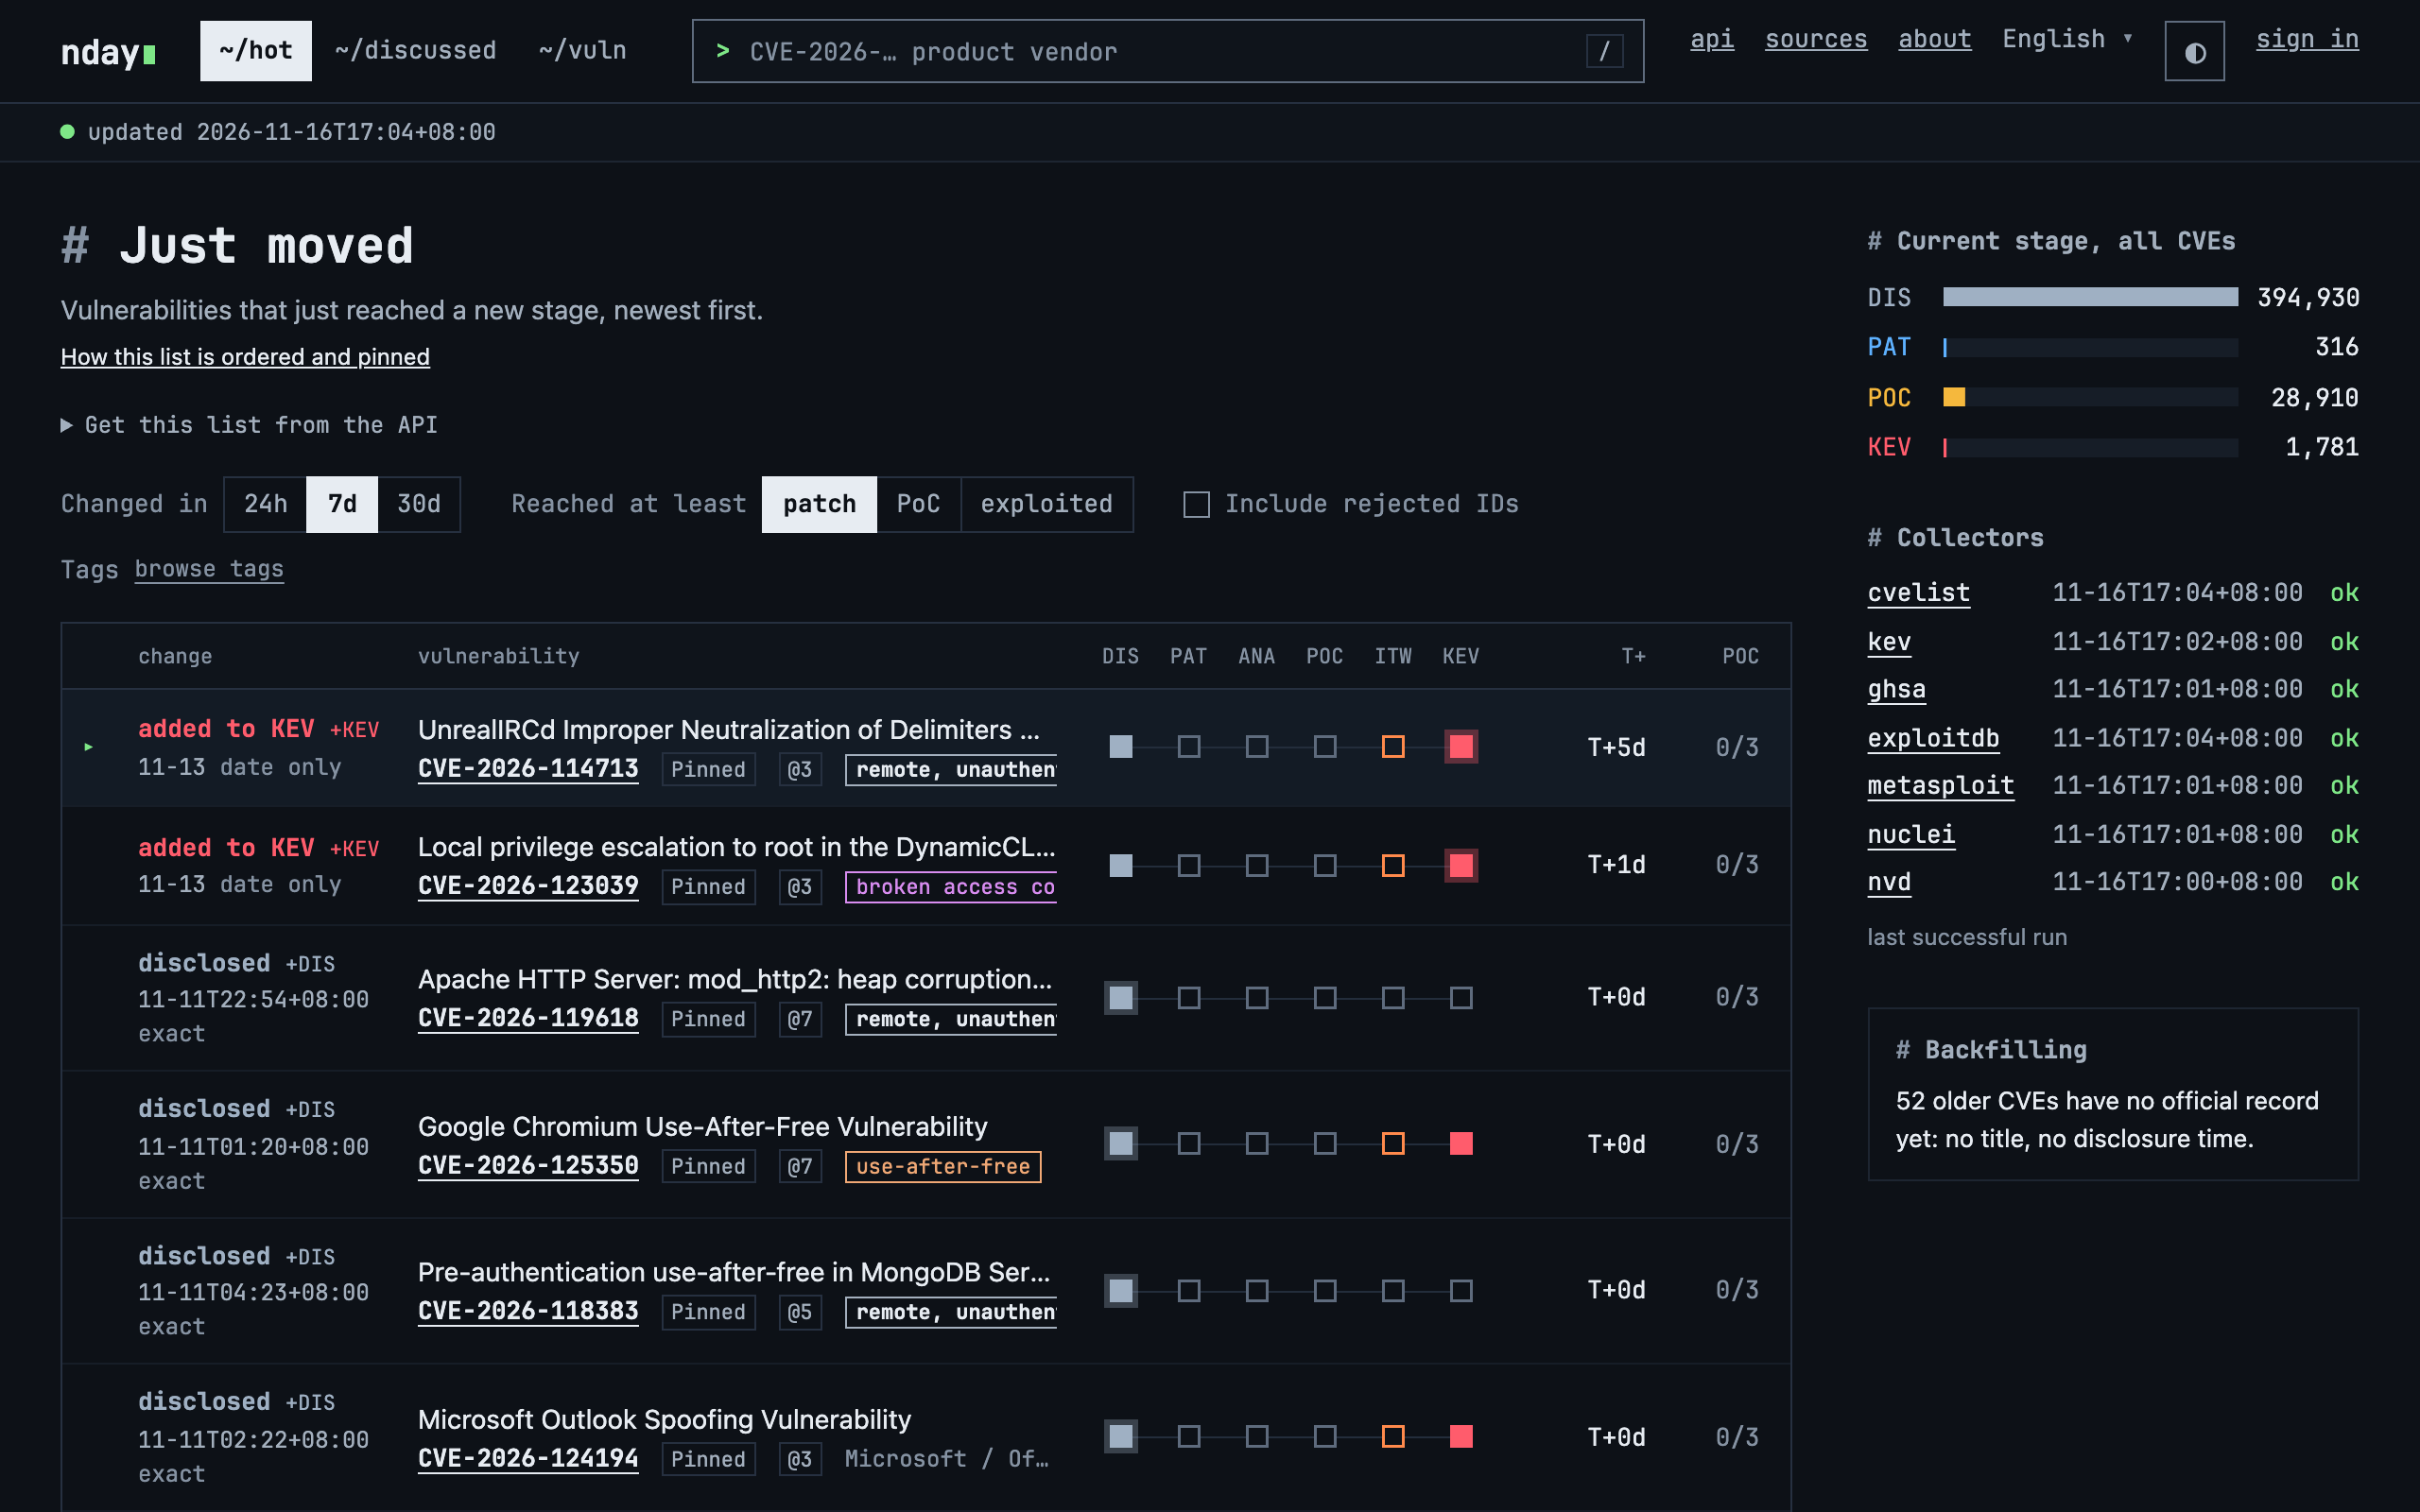 nday
~/hot
~/discussed
~/vuln
> CVE-2026-… product vendor
/
api
sources
about
English ▾
sign in
updated 2026-11-16T17:04+08:00
# Just moved
Vulnerabilities that just reached a new stage, newest first.
How this list is ordered and pinned
Get this list from the API
Changed in 24h 7d 30d Reached at least patch PoC exploited Include rejected IDs
Tags browse tags
change vulnerability DIS PAT ANA POC ITW KEV T+ POC
added to KEV +KEV
11-13 date only
UnrealIRCd Improper Neutralization of Delimiters …
CVE-2026-114713 Pinned @3 remote, unauthen
T+5d 0/3
added to KEV +KEV
11-13 date only
Local privilege escalation to root in the DynamicCL…
CVE-2026-123039 Pinned @3 broken access co
T+1d 0/3
disclosed +DIS
11-11T22:54+08:00
exact
Apache HTTP Server: mod_http2: heap corruption…
CVE-2026-119618 Pinned @7 remote, unauthen
T+0d 0/3
disclosed +DIS
11-11T01:20+08:00
exact
Google Chromium Use-After-Free Vulnerability
CVE-2026-125350 Pinned @7 use-after-free
T+0d 0/3
disclosed +DIS
11-11T04:23+08:00
exact
Pre-authentication use-after-free in MongoDB Ser…
CVE-2026-118383 Pinned @5 remote, unauthen
T+0d 0/3
disclosed +DIS
11-11T02:22+08:00
exact
Microsoft Outlook Spoofing Vulnerability
CVE-2026-124194 Pinned @3 Microsoft / Of…
T+0d 0/3
# Current stage, all CVEs
DIS 394,930
PAT 316
POC 28,910
KEV 1,781
# Collectors
cvelist 11-16T17:04+08:00 ok
kev 11-16T17:02+08:00 ok
ghsa 11-16T17:01+08:00 ok
exploitdb 11-16T17:04+08:00 ok
metasploit 11-16T17:01+08:00 ok
nuclei 11-16T17:01+08:00 ok
nvd 11-16T17:00+08:00 ok
last successful run
# Backfilling
52 older CVEs have no official record
yet: no title, no disclosure time.